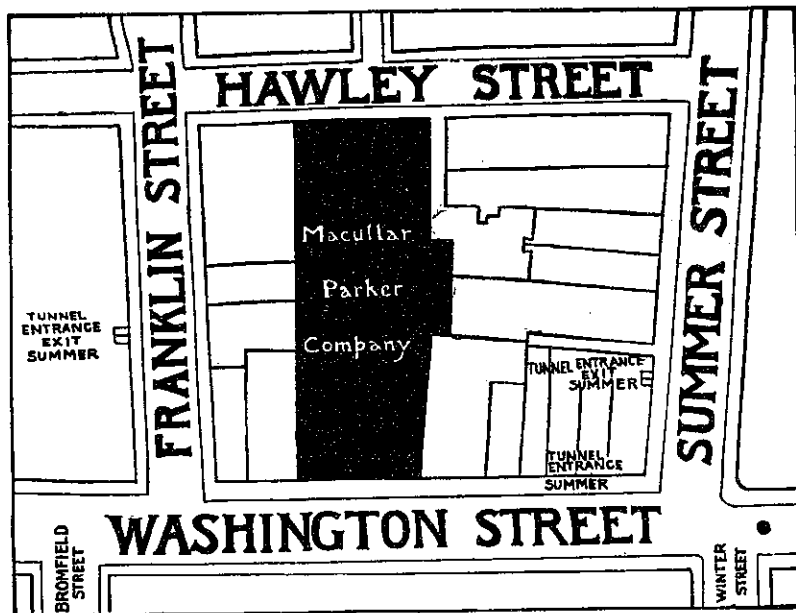 HAWLEY STREET
FRANKLIN STREET
SUMMER STREET
Macullar
Parker
Company
TUNNEL
ENTRANCE
EXIT
SUMMER
TUNNEL ENTRANCE
EXIT
SUMMER
TUNNEL
ENTRANCE
SUMMER
WASHINGTON STREET
BROMFIELD
STREET
WINTER
STREET